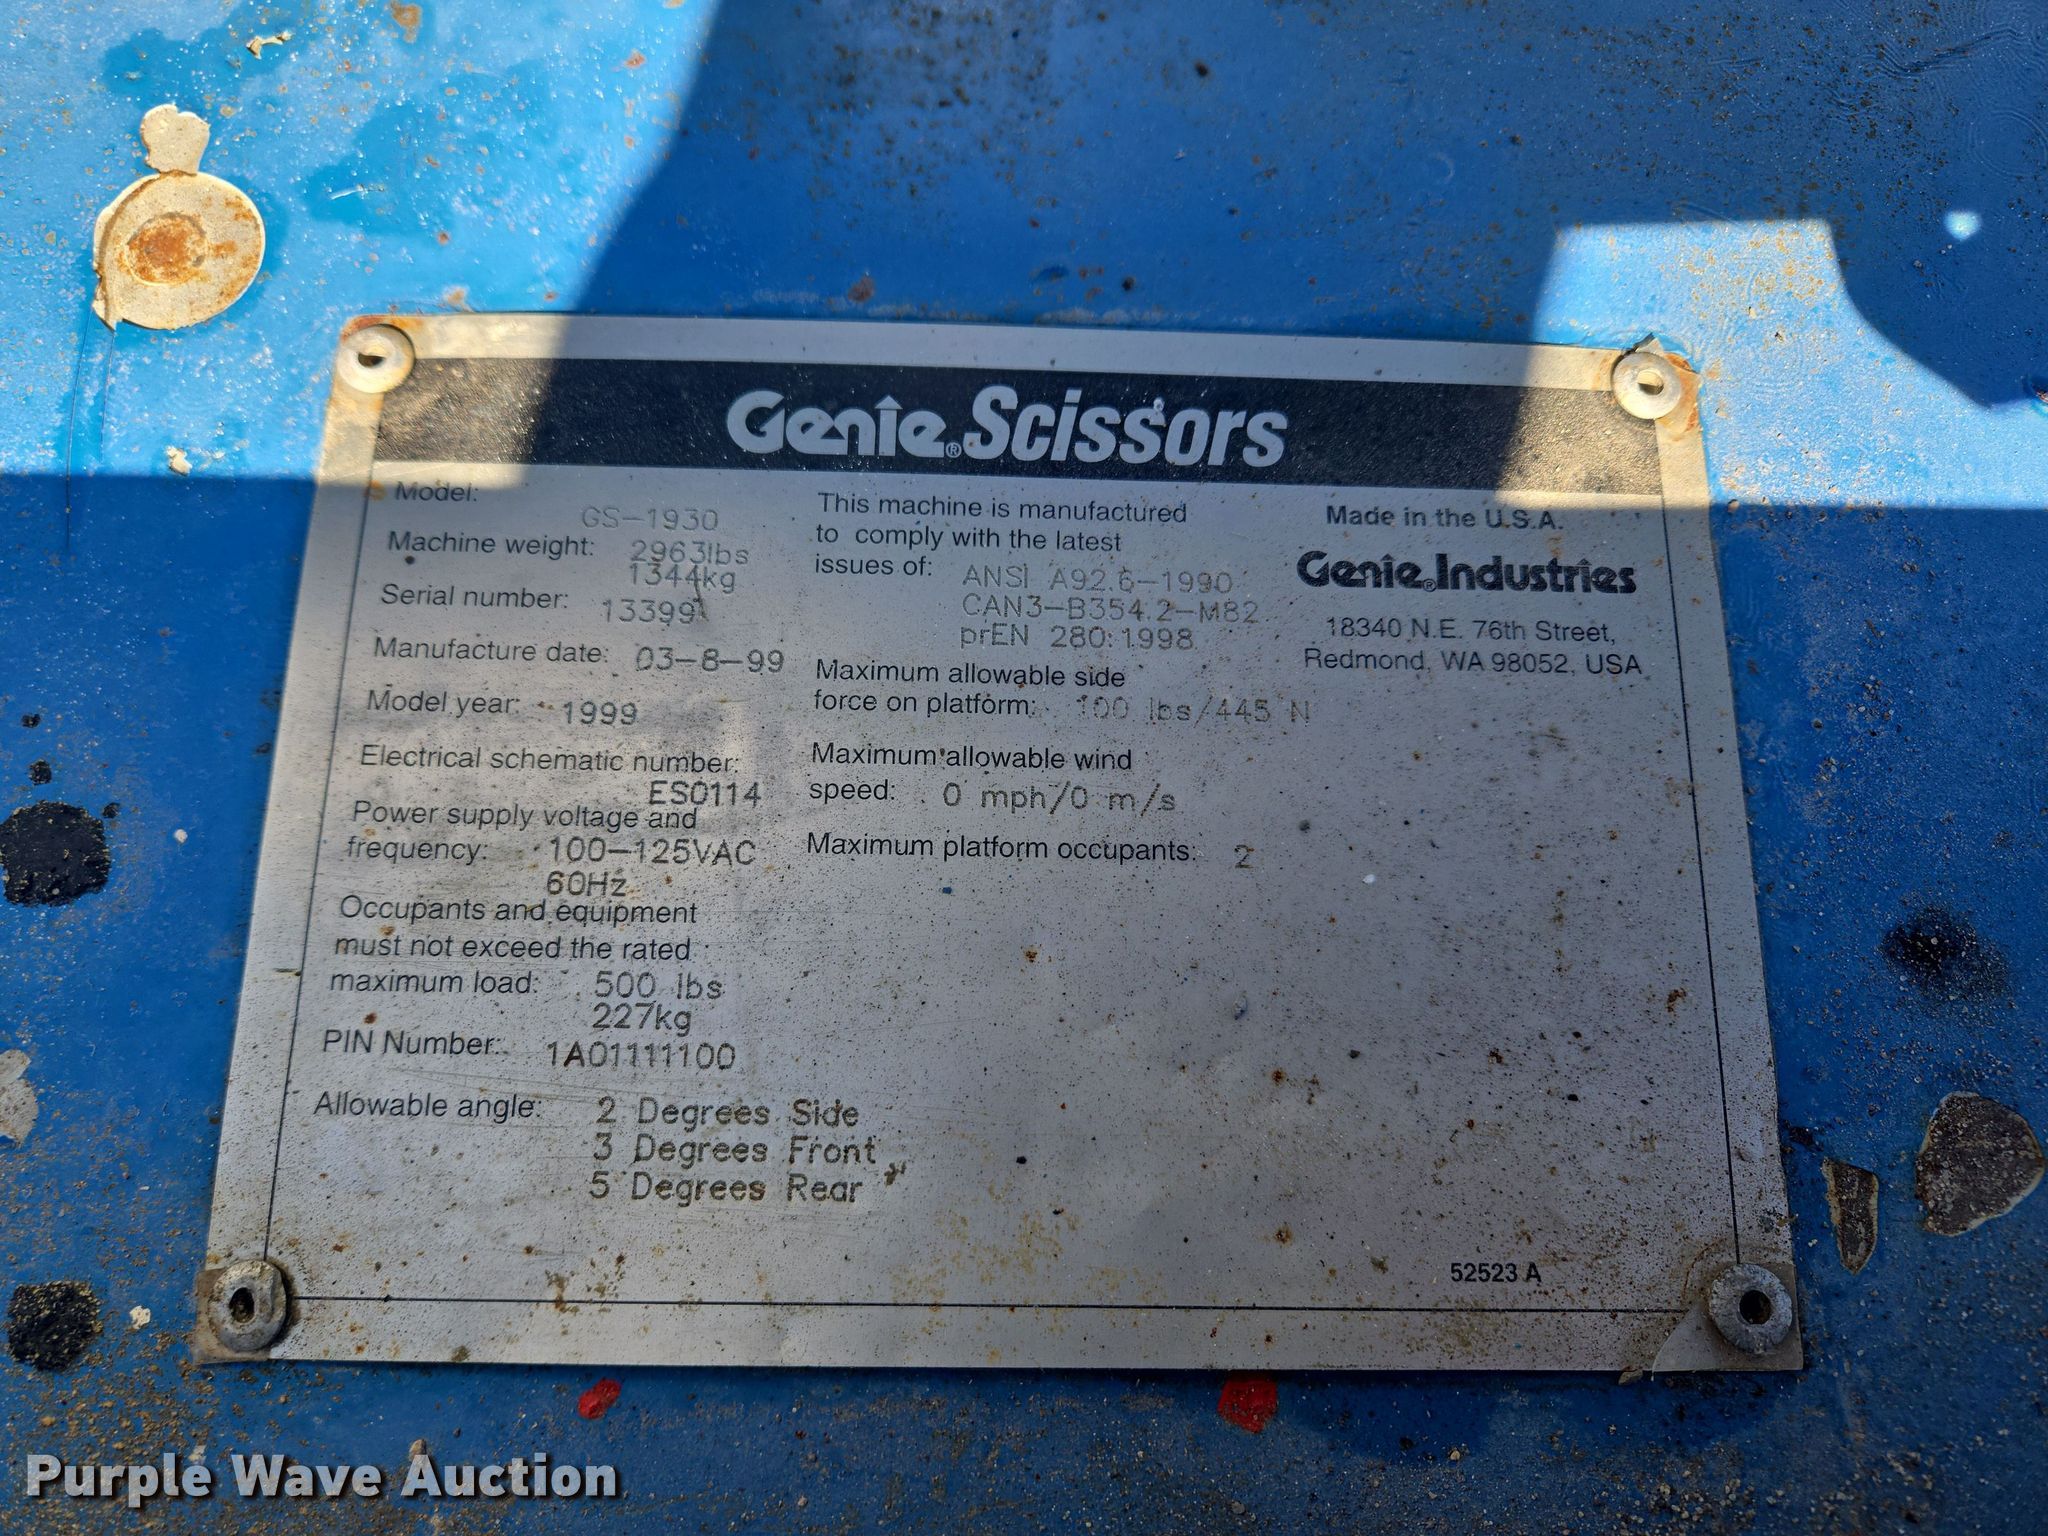 Genie® Scissors
Model: GS-1930
Machine weight: 2963lbs
1344kg
Serial number: 13399
Manufacture date: 03-8-99
Model year: 1999
Electrical schematic number:
ES0114
Power supply voltage and
frequency: 100-125VAC
60Hz
Occupants and equipment
must not exceed the rated
maximum load: 500 lbs
227kg
PIN Number: 1A01111100
Allowable angle: 2 Degrees Side
3 Degrees Front
5 Degrees Rear
This machine is manufactured
to comply with the latest
issues of: ANSI A92.6-1990
CAN3-B354.2-M82
prEN 280:1998
Maximum allowable side
force on platform: 100 lbs/445 N
Maximum allowable wind
speed: 0 mph/0 m/s
Maximum platform occupants: 2
Made in the U.S.A.
Genie® Industries
18340 N.E. 76th Street,
Redmond, WA 98052, USA
52523 A
Purple Wave Auction